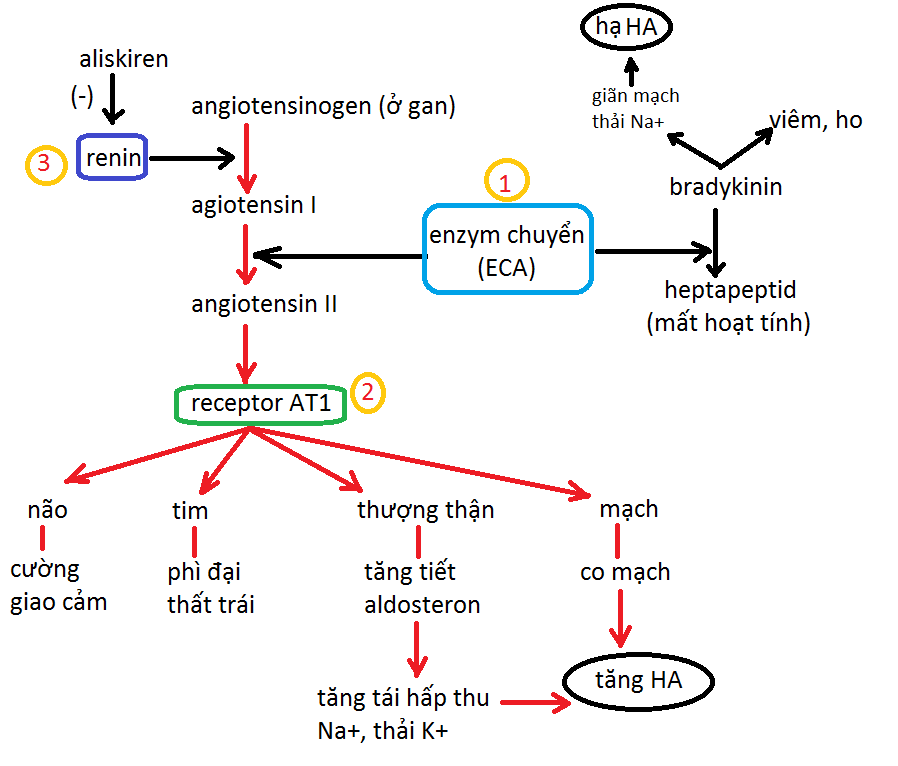 aliskiren
(-)
3
renin
angiotensinogen (ở gan)
agiotensin I
angiotensin II
1
enzym chuyển
(ECA)
hạ HA
giãn mạch
thải Na+
viêm, ho
bradykinin
heptapeptid
(mất hoạt tính)
receptor AT1
2
não
cường
giao cảm
tim
phì đại
thất trái
thượng thận
tăng tiết
aldosteron
tăng tái hấp thu
Na+, thải K+
mạch
co mạch
tăng HA